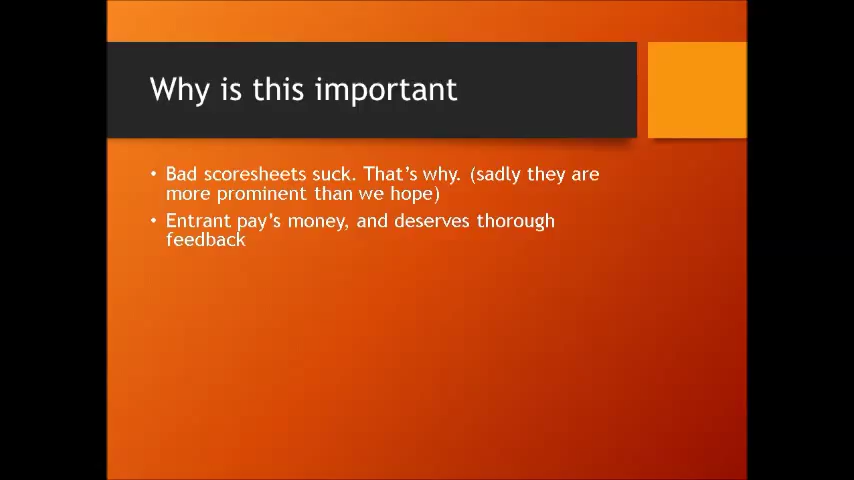 Why is this important
• Bad scoresheets suck. That's why. (sadly they are
more prominent than we hope)
• Entrant pay's money, and deserves thorough
feedback